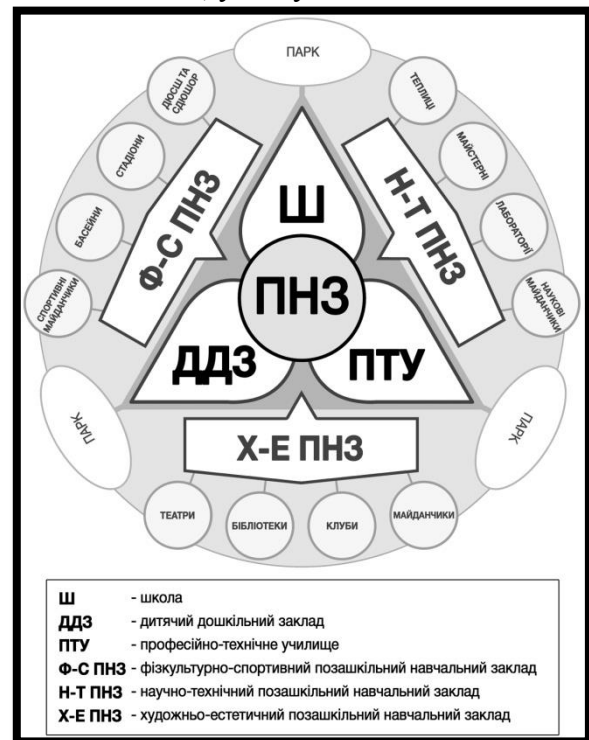 ПАРК
ДЮСШ ТА
СДЮШОР
СТАДІОНИ
БАСЕЙНИ
СПОРТИВНІ
МАЙДАНЧИКИ
ТЕПЛИЦІ
МАЙСТЕРНІ
ЛАБОРАТОРІЇ
НАУКОВІ
МАЙДАНЧИКИ
Ф-С ПНЗ
Ш
Н-Т ПНЗ
ПНЗ
ДДЗ
ПТУ
ПАРК
Х-Е ПНЗ
ПАРК
ТЕАТРИ
БІБЛІОТЕКИ
КЛУБИ
МАЙДАНЧИКИ
Ш - школа
ДДЗ - дитячий дошкільний заклад
ПТУ - професійно-технічне училище
Ф-С ПНЗ - фізкультурно-спортивний позашкільний навчальний заклад
Н-Т ПНЗ - научно-технічний позашкільний навчальний заклад
Х-Е ПНЗ - художньо-естетичний позашкільний навчальний заклад